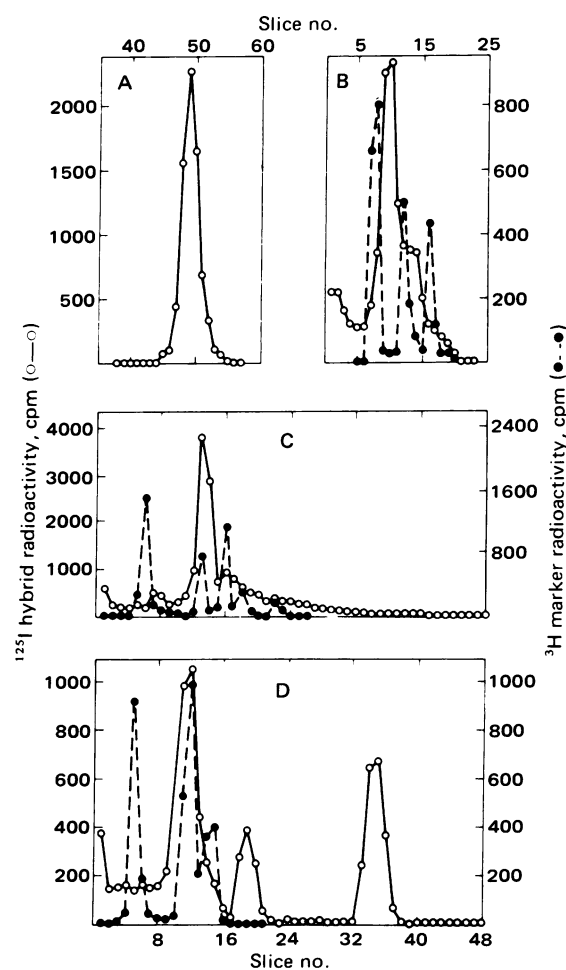 Slice no.
40 50 60 5 15 25
A
B
2000
1500
1000
500
800
600
400
200
¹²⁵I hybrid radioactivity, cpm (○—○)
³H marker radioactivity, cpm (●--●)
C
4000
3000
2000
1000
2400
1600
800
D
1000
800
600
400
200
1000
800
600
400
200
8 16 24 32 40 48
Slice no.